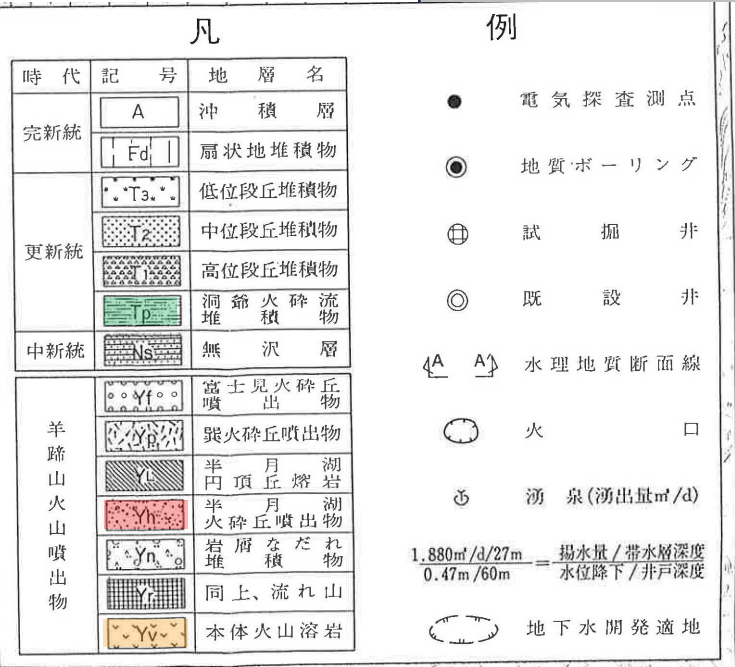 凡 例
時代 記号 地層名
完新統
A 沖積層
Fd 扇状地堆積物
更新統
T3 低位段丘堆積物
T2 中位段丘堆積物
T1 高位段丘堆積物
Tp 洞爺火砕流
堆積物
中新統 Ns 無沢層
羊蹄山火山噴出物
Yf 富士見火砕丘
噴出物
Yp 巽火砕丘噴出物
YL 半月湖
円頂丘熔岩
Yh 半月湖
火砕丘噴出物
Yn 岩屑なだれ
堆積物
Yr 同上、流れ山
Yv 本体火山溶岩
電気探査測点
地質ボーリング
試掘井
既設井
A A' 水理地質断面線
火口
湧泉(湧出量㎥/d)
1.880㎥/d/27m = 揚水量/帯水層深度
0.47m/60m 水位降下/井戸深度
地下水開発適地